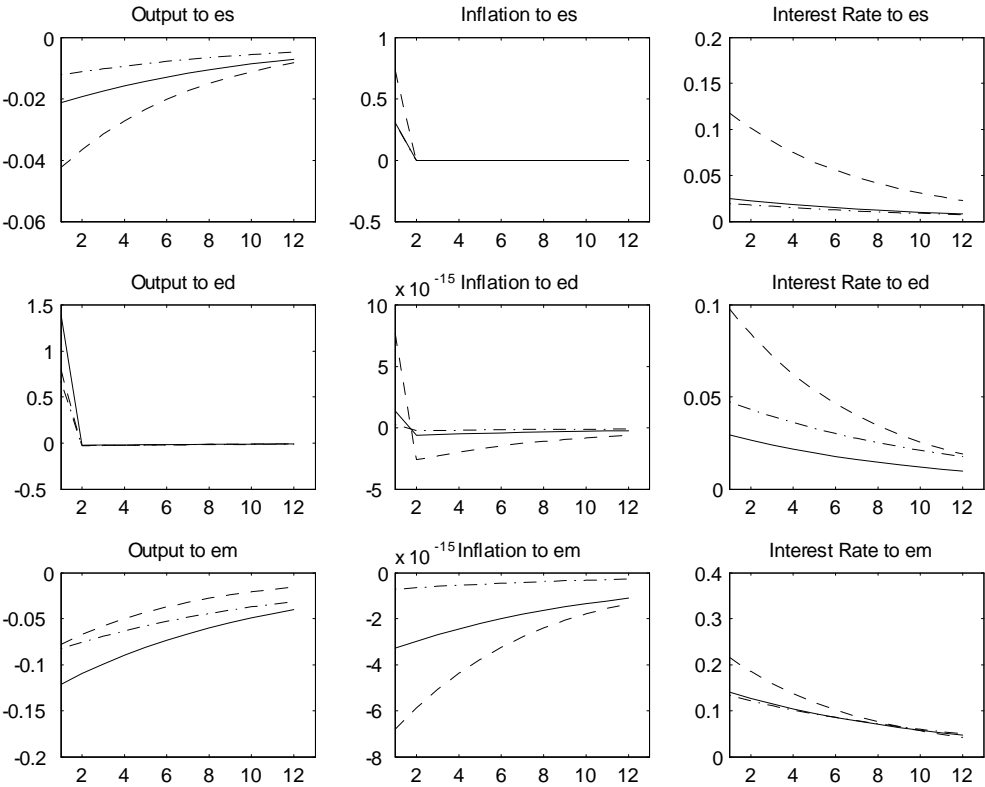 Output to es
Inflation to es
Interest Rate to es
0
-0.02
-0.04
-0.06
2 4 6 8 10 12
1
0.5
0
-0.5
2 4 6 8 10 12
0.2
0.15
0.1
0.05
0
2 4 6 8 10 12
Output to ed
x 10 -15 Inflation to ed
Interest Rate to ed
1.5
1
0.5
0
-0.5
2 4 6 8 10 12
10
5
0
-5
2 4 6 8 10 12
0.1
0.05
0
2 4 6 8 10 12
Output to em
x 10 -15 Inflation to em
Interest Rate to em
0
-0.05
-0.1
-0.15
-0.2
2 4 6 8 10 12
0
-2
-4
-6
-8
2 4 6 8 10 12
0.4
0.3
0.2
0.1
0
2 4 6 8 10 12